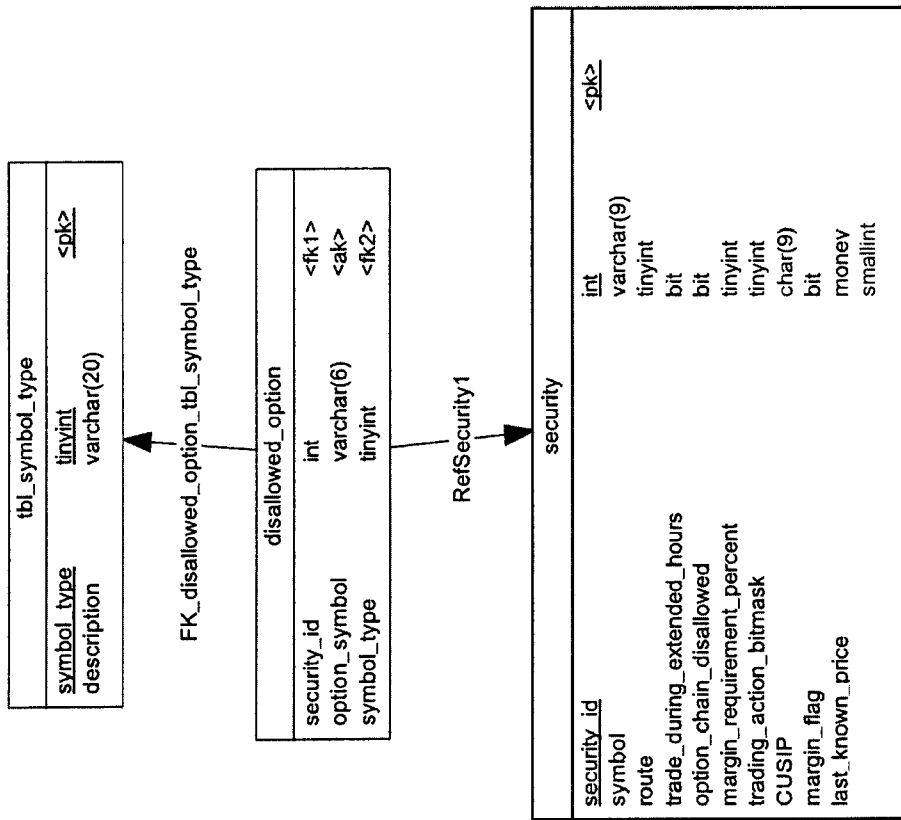 tbl_symbol_type
symbol_type tinyint <pk>
description varchar(20)
FK_disallowed_option_tbl_symbol_type
disallowed_option
security_id int <fk1>
option_symbol varchar(6) <ak>
symbol_type tinyint <fk2>
RefSecurity1
security
security_id int <pk>
symbol varchar(9)
route tinyint
trade_during_extended_hours bit
option_chain_disallowed bit
margin_requirement_percent tinyint
trading_action_bitmask tinyint
CUSIP char(9)
margin_flag bit
last_known_price monev
smallint